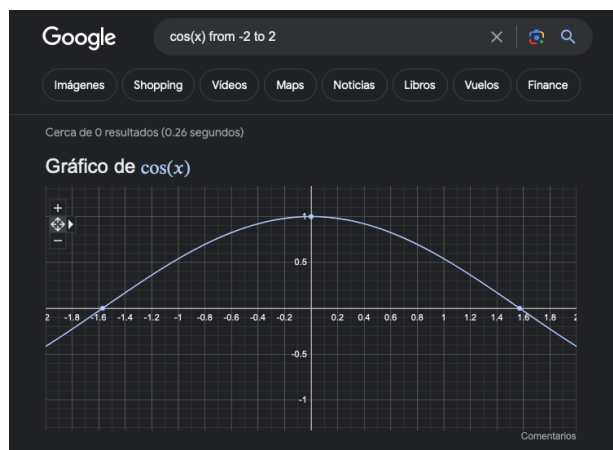 Google
cos(x) from -2 to 2
Imágenes Shopping Vídeos Maps Noticias Libros Vuelos Finance
Cerca de 0 resultados (0.26 segundos)
Gráfico de cos(x)
+
−
1
0.5
2 -1.8 -1.6 -1.4 -1.2 -1 -0.8 -0.6 -0.4 -0.2 0.2 0.4 0.6 0.8 1 1.2 1.4 1.6 1.8 2
-0.5
-1
Comentarios